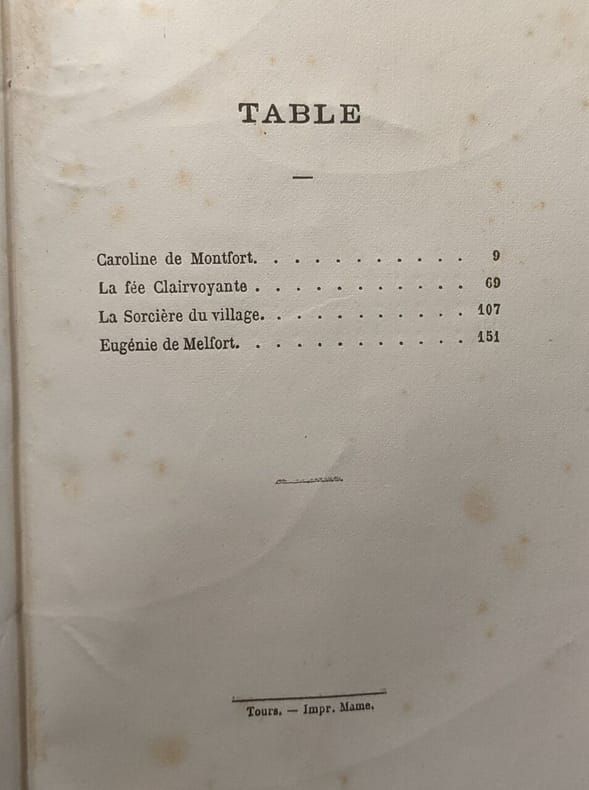 TABLE
Caroline de Montfort. . . . . . . . . . . 9
La fée Clairvoyante . . . . . . . . . . . 69
La Sorcière du village. . . . . . . . . . . 107
Eugénie de Melfort. . . . . . . . . . . . 151
Tours. — Impr. Mame.